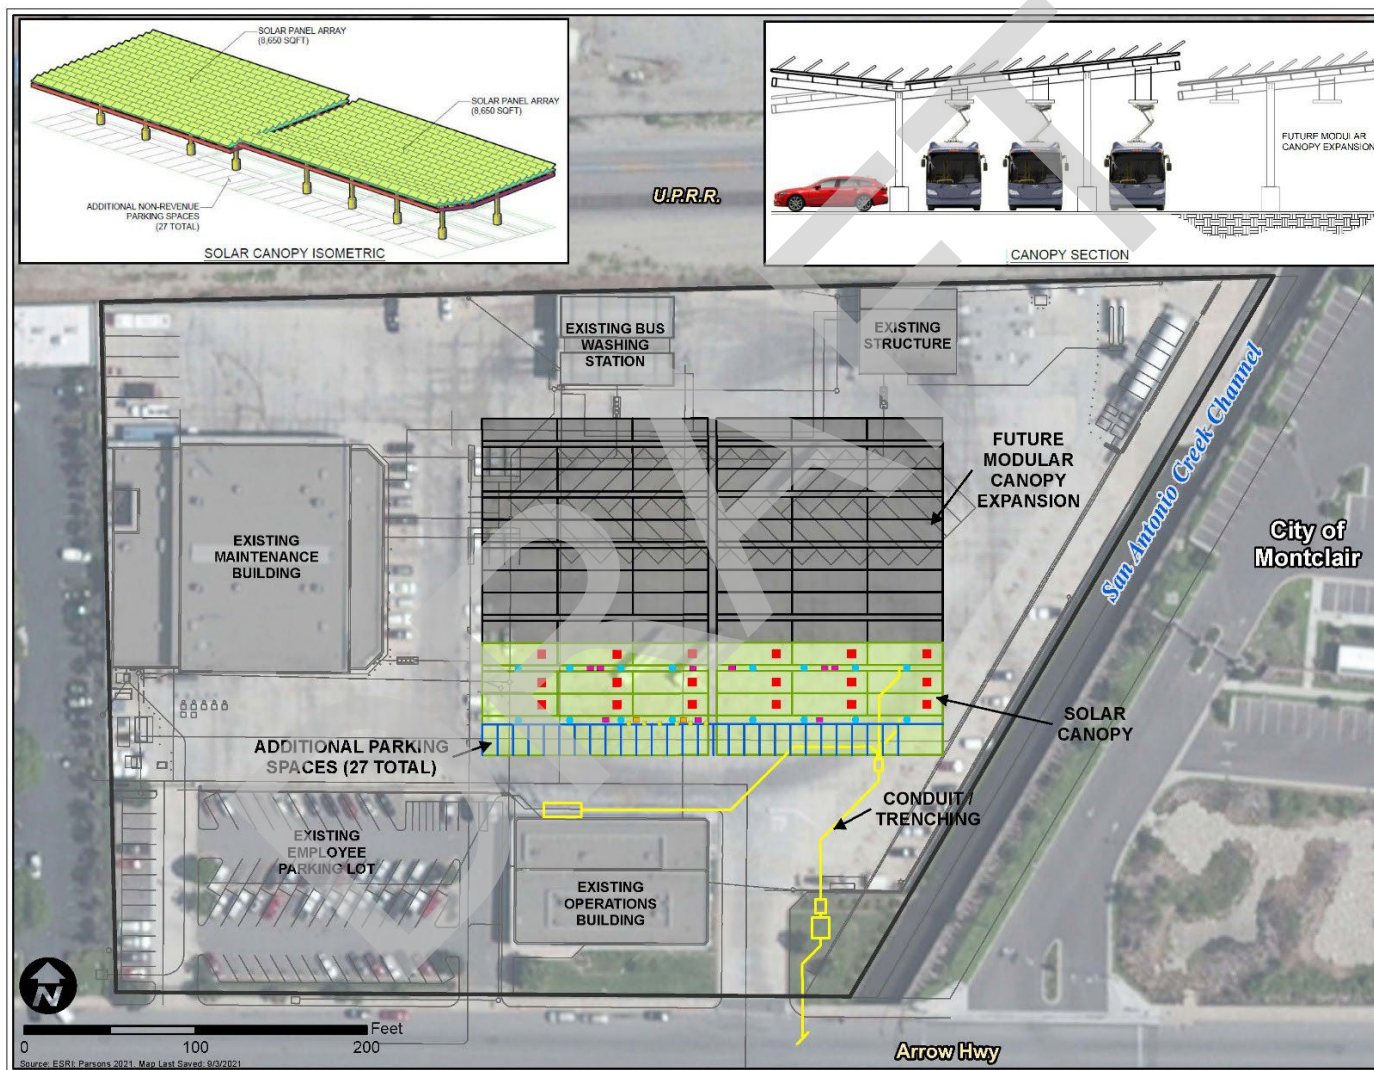 SOLAR PANEL ARRAY
(8,650 SQFT)
SOLAR PANEL ARRAY
(8,650 SQFT)
ADDITIONAL NON-REVENUE
PARKING SPACES
(27 TOTAL)
SOLAR CANOPY ISOMETRIC
FUTURE MODULAR
CANOPY EXPANSION
CANOPY SECTION
U.P.R.R.
EXISTING BUS
WASHING
STATION
EXISTING
STRUCTURE
FUTURE
MODULAR
CANOPY
EXPANSION
San Antonio Creek Channel
City of
Montclair
EXISTING
MAINTENANCE
BUILDING
SOLAR
CANOPY
ADDITIONAL PARKING
SPACES (27 TOTAL)
CONDUIT /
TRENCHING
EXISTING
EMPLOYEE
PARKING LOT
EXISTING
OPERATIONS
BUILDING
N
Feet
0 100 200
Arrow Hwy
Source: ESRI; Parsons 2021. Map Last Saved: 9/3/2021
DRAFT